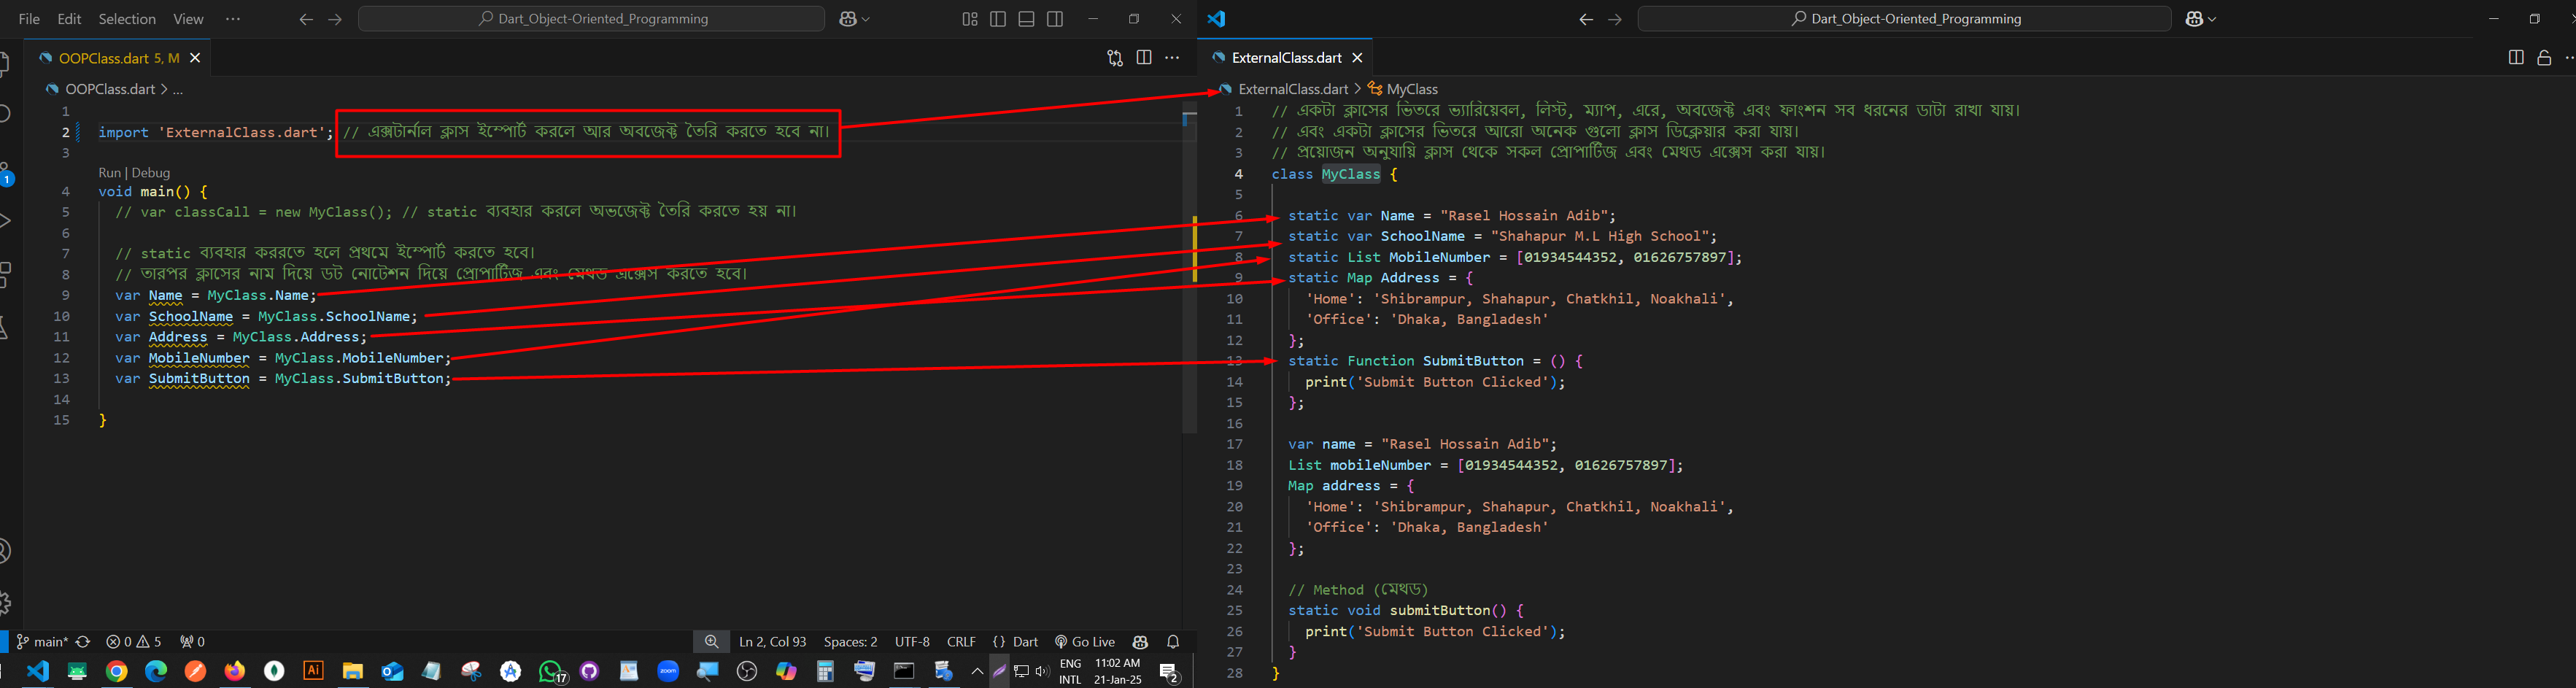 File Edit Selection View ··· Dart_Object-Oriented_Programming
OOPClass.dart 5, M
OOPClass.dart > ...
1
2 import 'ExternalClass.dart'; // এক্সটার্নাল ক্লাস ইম্পোর্ট করলে আর অবজেক্ট তৈরি করতে হবে না।
3
Run | Debug
4 void main() {
5 // var classCall = new MyClass(); // static ব্যবহার করলে অভজেক্ট তৈরি করতে হয় না।
6
7 // static ব্যবহার কররতে হলে প্রথমে ইম্পোর্ট করতে হবে।
8 // তারপর ক্লাসের নাম দিয়ে ডট নোটেশন দিয়ে প্রোপার্টিজ এবং মেথড এক্সেস করতে হবে।
9 var Name = MyClass.Name;
10 var SchoolName = MyClass.SchoolName;
11 var Address = MyClass.Address;
12 var MobileNumber = MyClass.MobileNumber;
13 var SubmitButton = MyClass.SubmitButton;
14
15 }
1
main* 0 5 0 Ln 2, Col 93 Spaces: 2 UTF-8 CRLF {} Dart Go Live
17 zoom Ai ENG 11:02 AM
INTL 21-Jan-25 2
Dart_Object-Oriented_Programming
ExternalClass.dart
ExternalClass.dart > MyClass
1 // একটা ক্লাসের ভিতরে ভ্যারিয়েবল, লিস্ট, ম্যাপ, এরে, অবজেক্ট এবং ফাংশন সব ধরনের ডাটা রাখা যায়।
2 // এবং একটা ক্লাসের ভিতরে আরো অনেক গুলো ক্লাস ডিক্লেয়ার করা যায়।
3 // প্রয়োজন অনুযায়ি ক্লাস থেকে সকল প্রোপার্টিজ এবং মেথড এক্সেস করা যায়।
4 class MyClass {
5
6 static var Name = "Rasel Hossain Adib";
7 static var SchoolName = "Shahapur M.L High School";
8 static List MobileNumber = [01934544352, 01626757897];
9 static Map Address = {
10 'Home': 'Shibrampur, Shahapur, Chatkhil, Noakhali',
11 'Office': 'Dhaka, Bangladesh'
12 };
13 static Function SubmitButton = () {
14 print('Submit Button Clicked');
15 };
16
17 var name = "Rasel Hossain Adib";
18 List mobileNumber = [01934544352, 01626757897];
19 Map address = {
20 'Home': 'Shibrampur, Shahapur, Chatkhil, Noakhali',
21 'Office': 'Dhaka, Bangladesh'
22 };
23
24 // Method (মেথড)
25 static void submitButton() {
26 print('Submit Button Clicked');
27 }
28 }